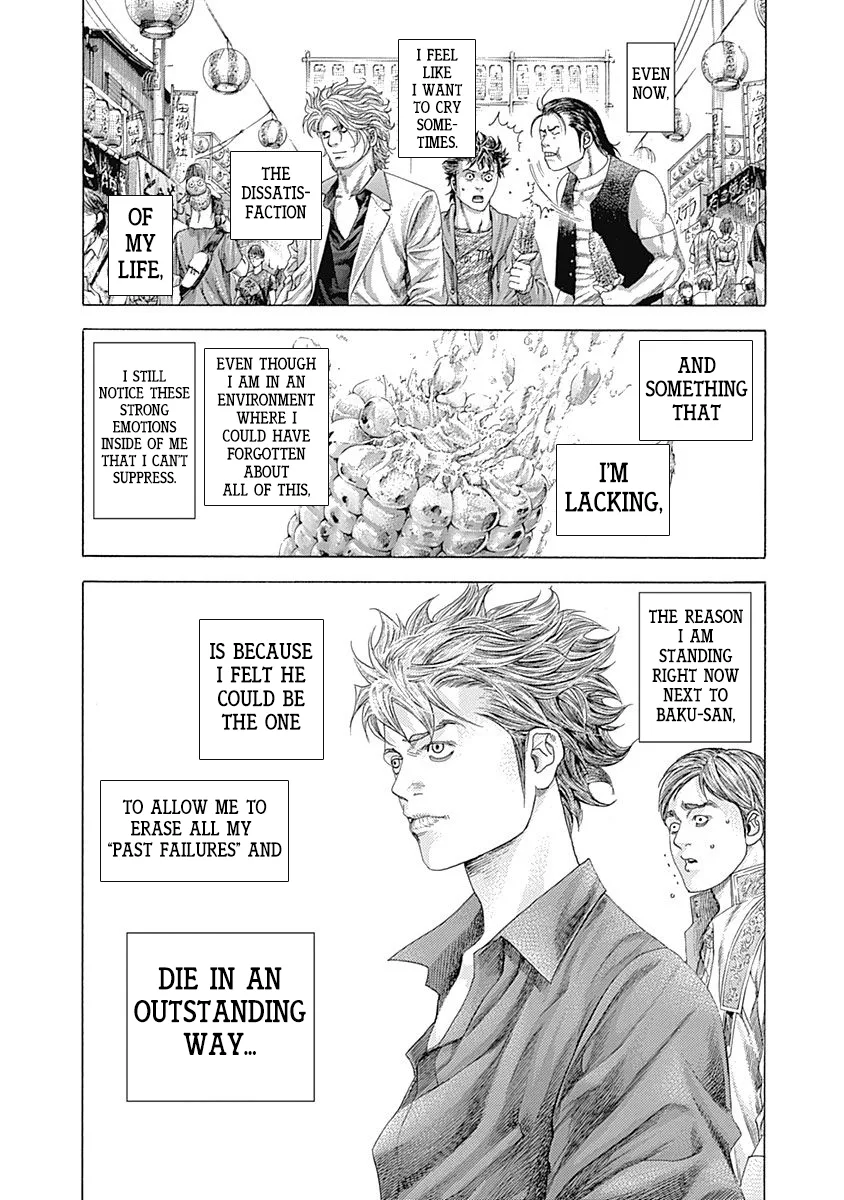 EVEN
NOW,
I FEEL
LIKE
I WANT
TO CRY
SOME-
TIMES.
THE
DISSATIS-
FACTION
OF
MY
LIFE,
AND
SOMETHING
THAT
I'M
LACKING,
EVEN THOUGH
I AM IN AN
ENVIRONMENT
WHERE I
COULD HAVE
FORGOTTEN
ABOUT
ALL OF THIS,
I STILL
NOTICE THESE
STRONG
EMOTIONS
INSIDE OF ME
THAT I CAN'T
SUPPRESS.
THE REASON
I AM
STANDING
RIGHT NOW
NEXT TO
BAKU-SAN,
IS BECAUSE
I FELT HE
COULD BE
THE ONE
TO ALLOW ME TO
ERASE ALL MY
“PAST FAILURES” AND
DIE IN AN
OUTSTANDING
WAY...